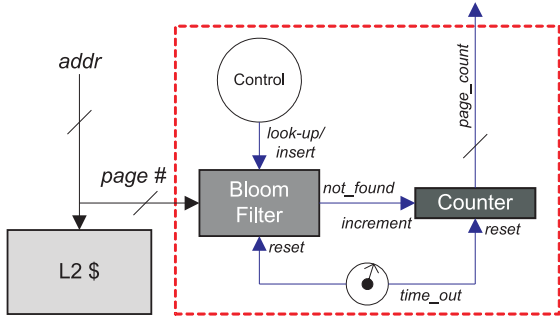 addr
Control
page_count
look-up/
insert
page #
Bloom
Filter
not_found
increment
Counter
reset
reset
L2 $
time_out